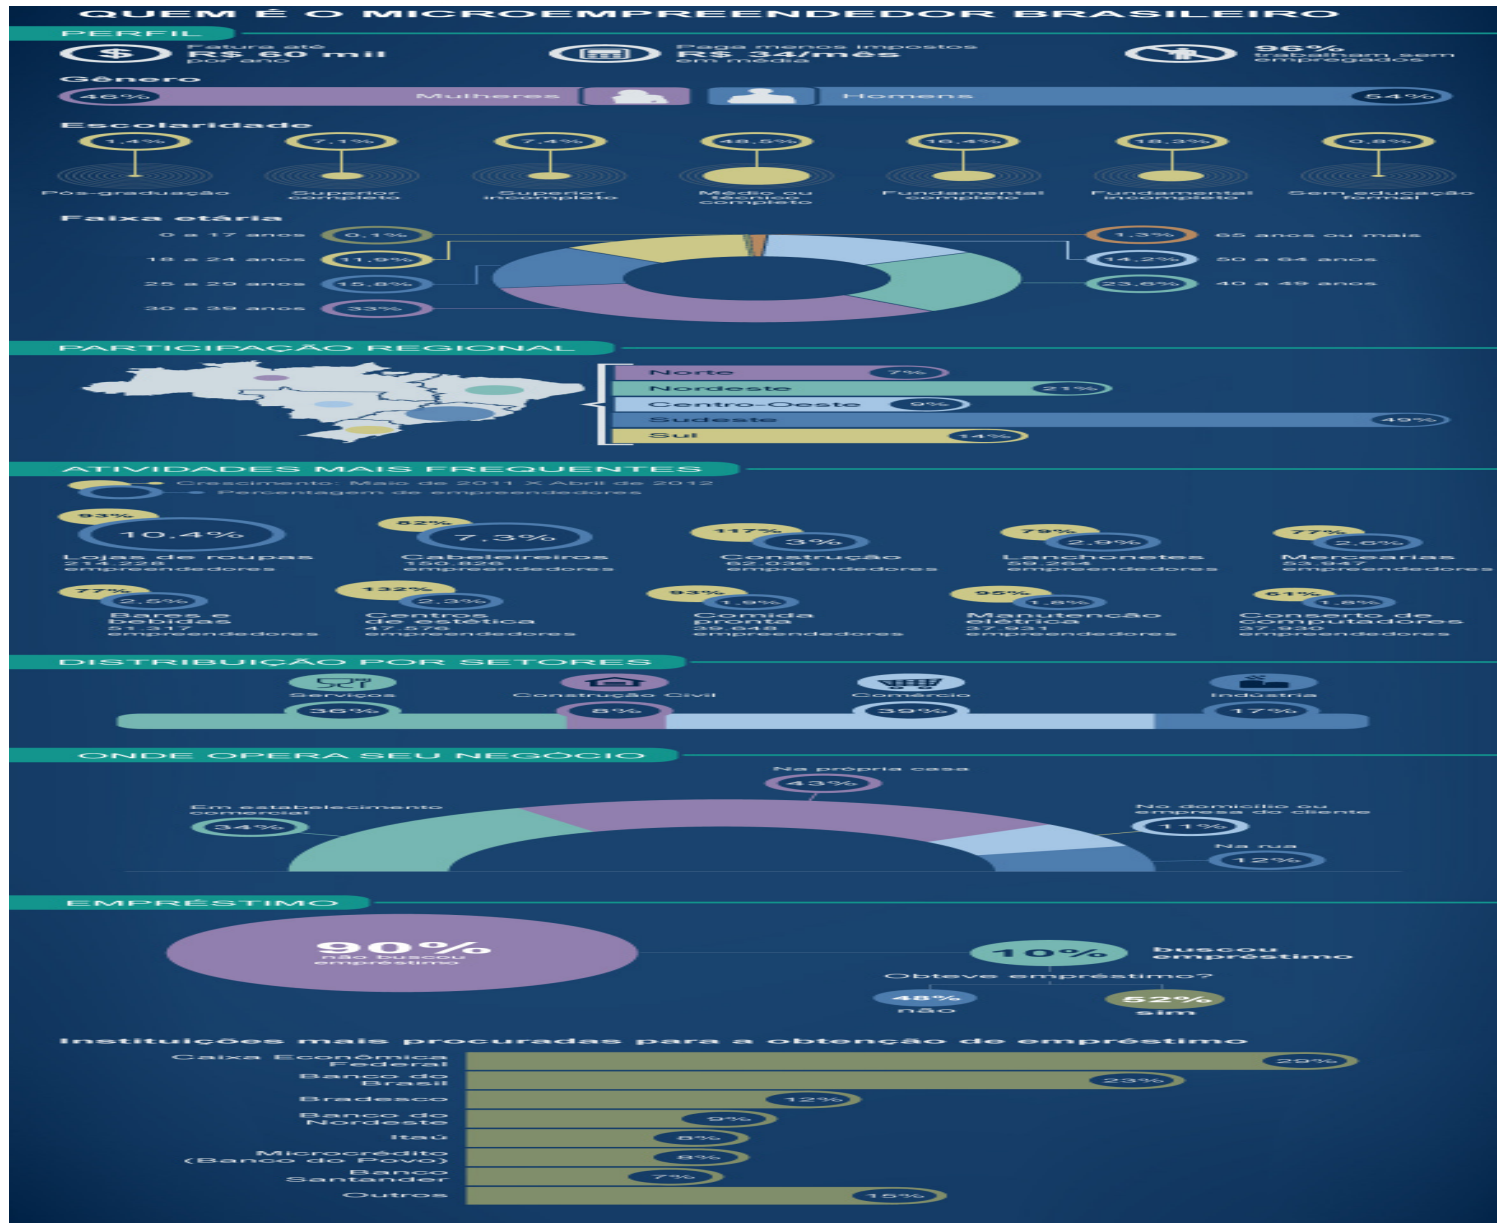 QUEM É O MICROEMPREENDEDOR BRASILEIRO
PERFIL
$
Fatura até
R$ 60 mil
por ano
Paga menos impostos
R$ 34/mês
em média
96%
trabalham sem
empregados
Gênero
46%
Mulheres
Homens
54%
Escolaridade
1,4%
7,1%
7,4%
48,5%
16,4%
18,3%
0,8%
Pós-graduação
Superior
completo
Superior
incompleto
Médio ou
técnico
completo
Fundamental
completo
Fundamental
incompleto
Sem educação
formal
Faixa etária
0 a 17 anos
0,1%
18 a 24 anos
11,9%
25 a 29 anos
15,8%
30 a 39 anos
33%
1,3%
65 anos ou mais
14,2%
50 a 64 anos
23,6%
40 a 49 anos
PARTICIPAÇÃO REGIONAL
Norte
7%
Nordeste
21%
Centro-Oeste
9%
Sudeste
49%
Sul
14%
ATIVIDADES MAIS FREQUENTES
Crescimento: Maio de 2011 X Abril de 2012
Percentagem de empreendedores
93%
10,4%
Lojas de roupas
214.228
empreendedores
82%
7,3%
Cabeleireiros
150.826
empreendedores
117%
3%
Construção
62.036
empreendedores
79%
2,9%
Lanchonetes
59.264
empreendedores
77%
2,6%
Mercearias
53.947
empreendedores
77%
2,5%
Bares e
bebidas
51.317
empreendedores
132%
2,3%
Centros
de estética
47.576
empreendedores
93%
1,9%
Comida
pronta
39.648
empreendedores
95%
1,8%
Manutenção
elétrica
37.931
empreendedores
61%
1,8%
Conserto de
computadores
37.930
empreendedores
DISTRIBUIÇÃO POR SETORES
Serviços
36%
Construção Civil
8%
Comércio
39%
Indústria
17%
ONDE OPERA SEU NEGÓCIO
Na própria casa
43%
Em estabelecimento
comercial
34%
No domicílio ou
empresa do cliente
11%
Na rua
12%
EMPRÉSTIMO
90%
não buscou
empréstimo
10%
buscou
empréstimo
Obteve empréstimo?
48%
não
52%
sim
Instituições mais procuradas para a obtenção de empréstimo
Caixa Econômica
Federal
29%
Banco do
Brasil
23%
Bradesco
12%
Banco do
Nordeste
9%
Itaú
8%
Microcrédito
(Banco do Povo)
8%
Banco
Santander
7%
Outros
15%